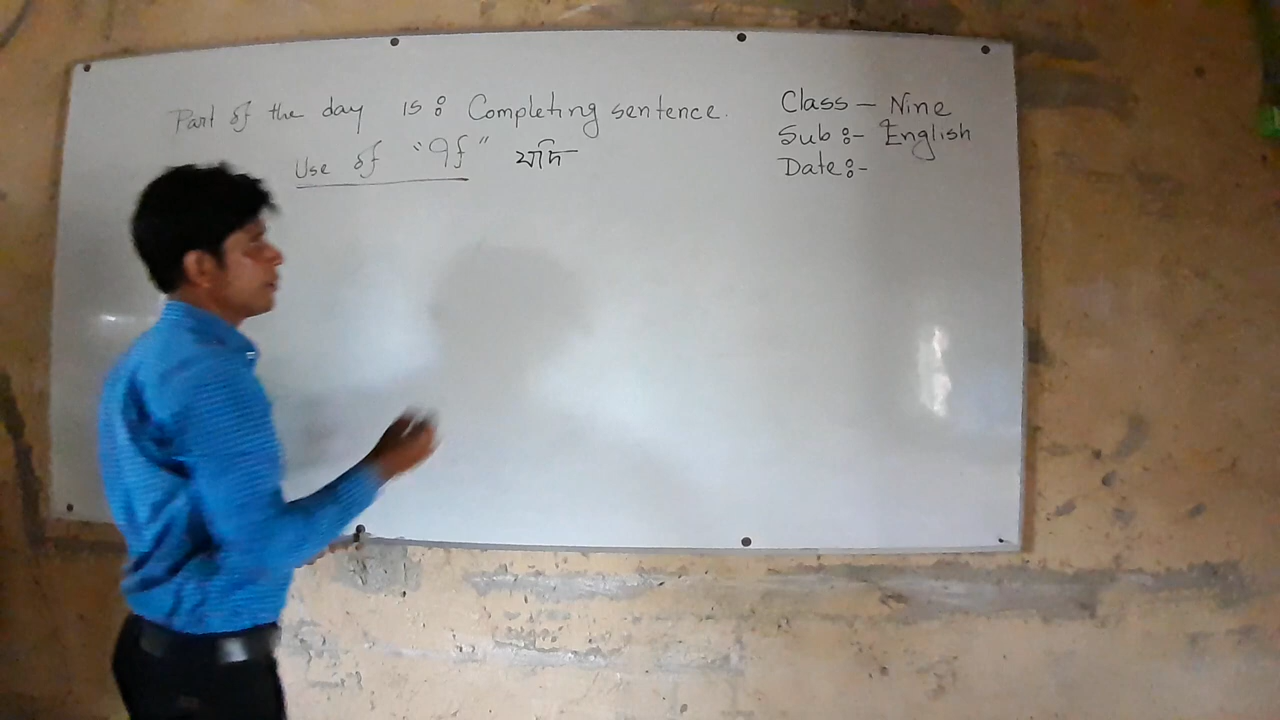 Part of the day is : Completing sentence.
Use of "If" যদি
Class – Nine
Sub :- English
Date:-